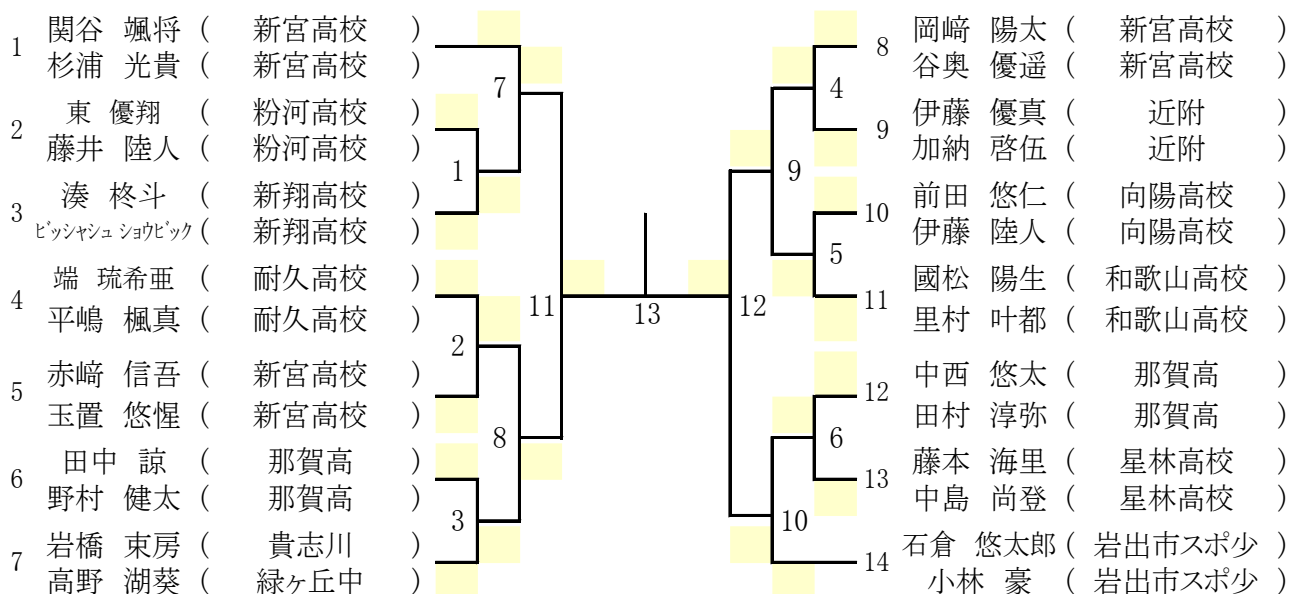 1 関谷 颯将 ( 新宮高校 )
杉浦 光貴 ( 新宮高校 )
2 東 優翔 ( 粉河高校 )
藤井 陸人 ( 粉河高校 )
3 湊 柊斗 ( 新翔高校 )
ビッシャシュ ショウビック ( 新翔高校 )
4 端 琉希亜 ( 耐久高校 )
平嶋 楓真 ( 耐久高校 )
5 赤﨑 信吾 ( 新宮高校 )
玉置 悠惺 ( 新宮高校 )
6 田中 諒 ( 那賀高 )
野村 健太 ( 那賀高 )
7 岩橋 東房 ( 貴志川 )
高野 湖葵 ( 緑ヶ丘中 )
7
1
2
8
3
11
13
12
9
4
5
6
10
8 岡﨑 陽太 ( 新宮高校 )
谷奥 優遥 ( 新宮高校 )
9 伊藤 優真 ( 近附 )
加納 啓伍 ( 近附 )
10 前田 悠仁 ( 向陽高校 )
伊藤 陸人 ( 向陽高校 )
11 國松 陽生 ( 和歌山高校 )
里村 叶都 ( 和歌山高校 )
12 中西 悠太 ( 那賀高 )
田村 淳弥 ( 那賀高 )
13 藤本 海里 ( 星林高校 )
中島 尚登 ( 星林高校 )
14 石倉 悠太郎 ( 岩出市スポ少 )
小林 豪 ( 岩出市スポ少 )